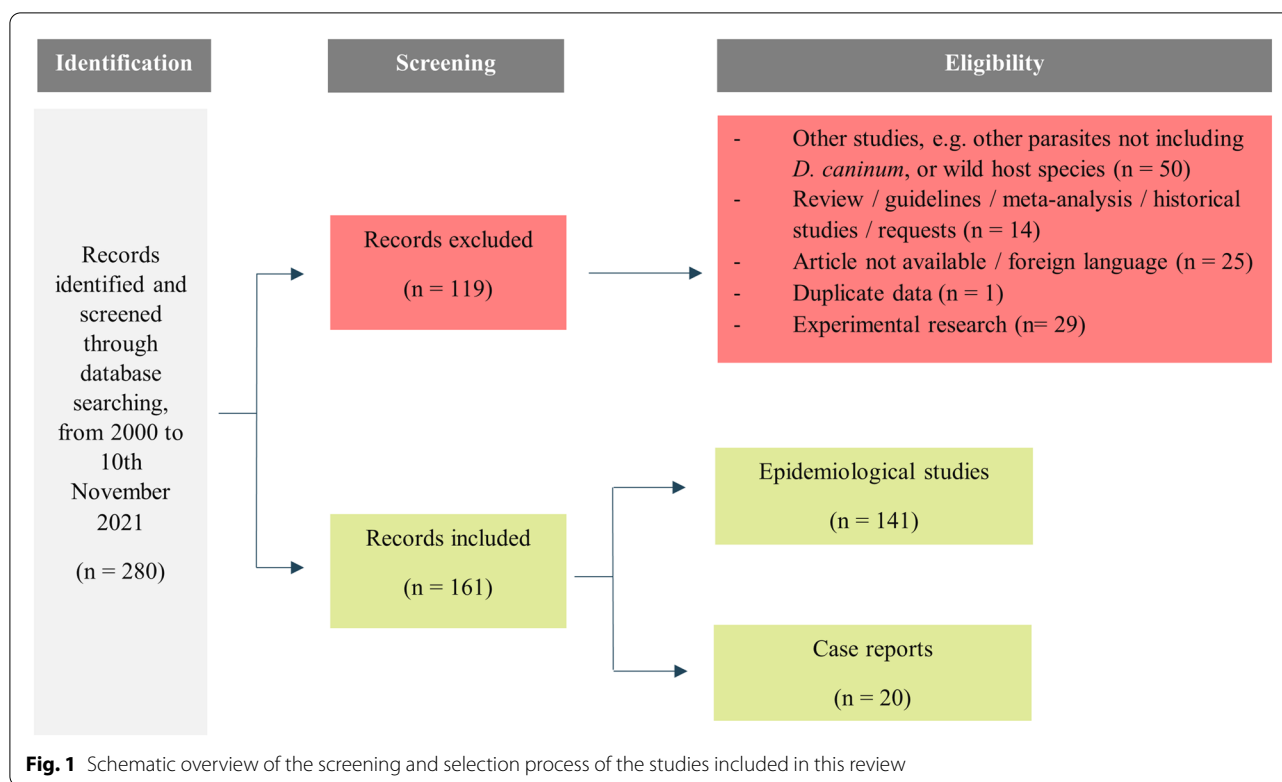 Identification
Screening
Eligibility
Records
identified and
screened
through
database
searching,
from 2000 to
10th
November
2021
(n = 280)
Records excluded
(n = 119)
- Other studies, e.g. other parasites not including
D. caninum, or wild host species (n = 50)
- Review / guidelines / meta-analysis / historical
studies / requests (n = 14)
- Article not available / foreign language (n = 25)
- Duplicate data (n = 1)
- Experimental research (n= 29)
Records included
(n = 161)
Epidemiological studies
(n = 141)
Case reports
(n = 20)
Fig. 1 Schematic overview of the screening and selection process of the studies included in this review